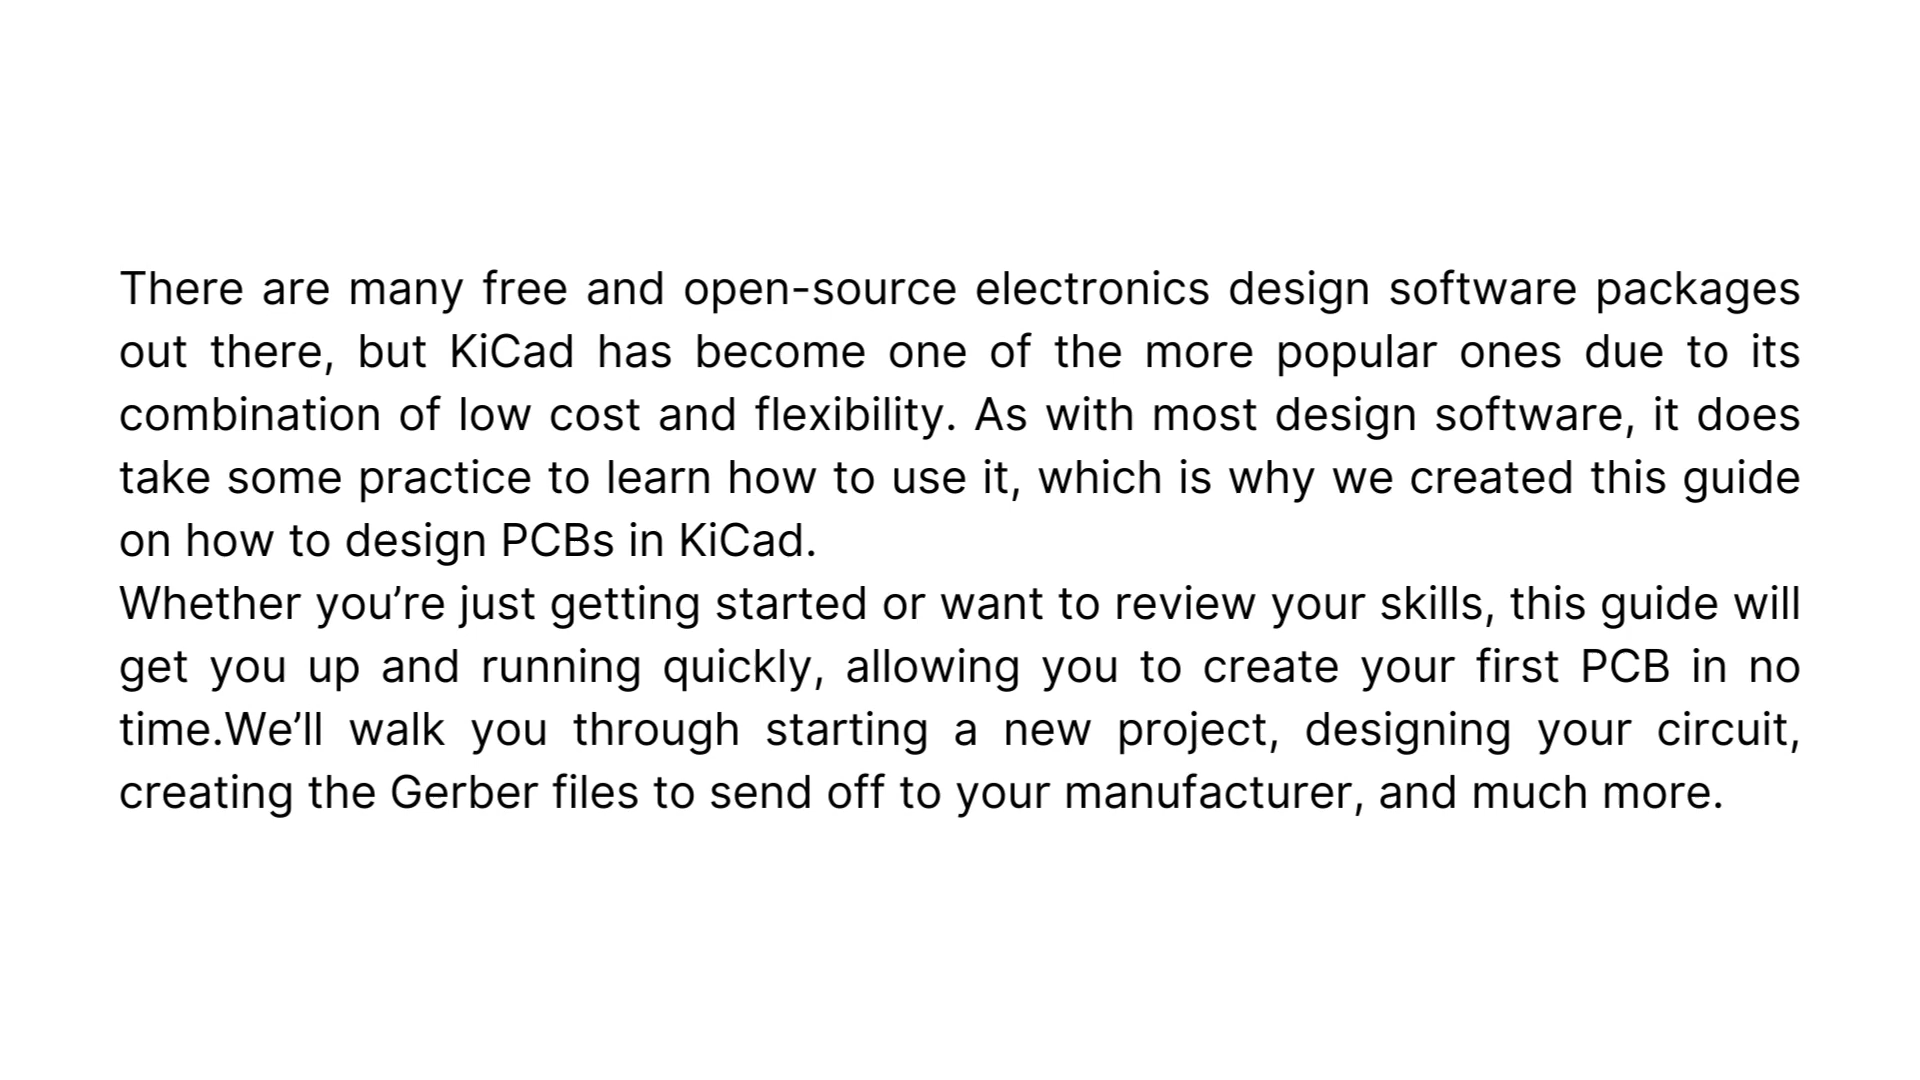 There are many free and open-source electronics design software packages
out there, but KiCad has become one of the more popular ones due to its
combination of low cost and flexibility. As with most design software, it does
take some practice to learn how to use it, which is why we created this guide
on how to design PCBs in KiCad.
Whether you’re just getting started or want to review your skills, this guide will
get you up and running quickly, allowing you to create your first PCB in no
time.We’ll walk you through starting a new project, designing your circuit,
creating the Gerber files to send off to your manufacturer, and much more.